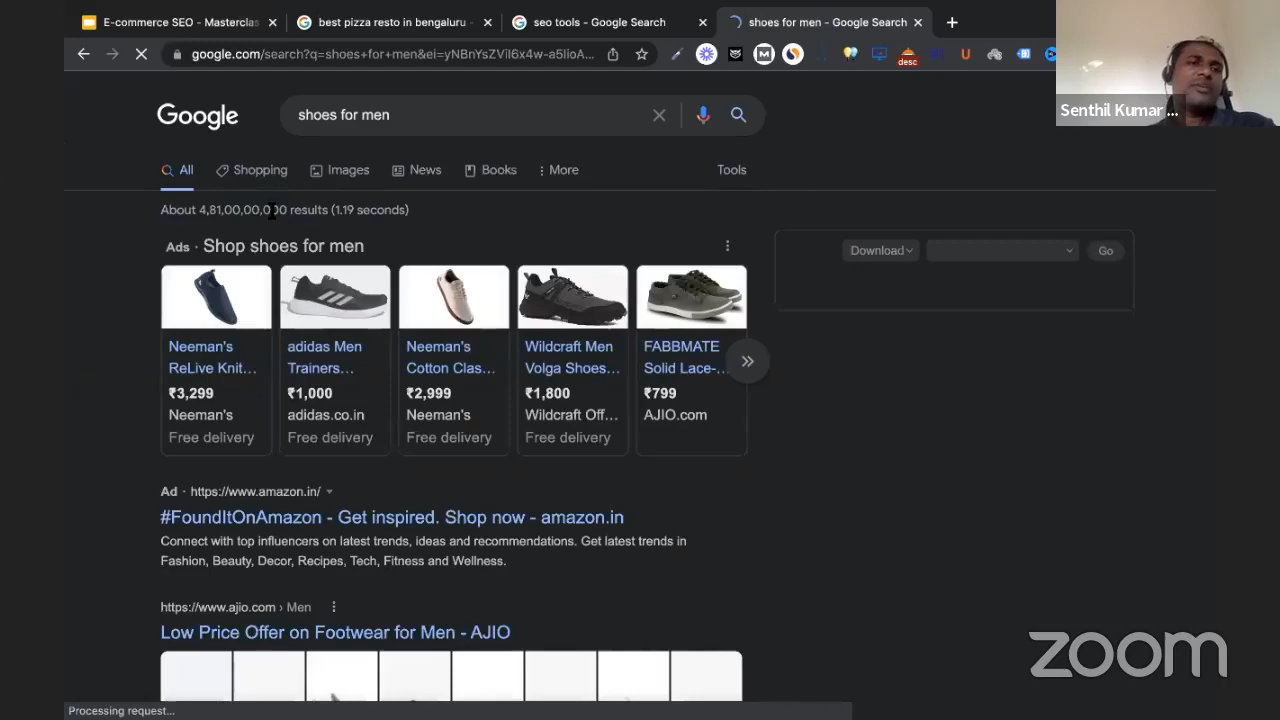 E-commerce SEO - Masterclas
best pizza resto in bengaluru -
seo tools - Google Search
shoes for men - Google Search
google.com/search?q=shoes+for+men&ei=yNBnYsZVil6x4w-a5lioA...
desc
Senthil Kumar ...
Google
shoes for men
All
Shopping
Images
News
Books
More
Tools
About 4,81,00,00,000 results (1.19 seconds)
Ads · Shop shoes for men
Download
Go
Neeman's
ReLive Knit...
₹3,299
Neeman's
Free delivery
adidas Men
Trainers...
₹1,000
adidas.co.in
Free delivery
Neeman's
Cotton Clas...
₹2,999
Neeman's
Free delivery
Wildcraft Men
Volga Shoes...
₹1,800
Wildcraft Off...
Free delivery
FABBMATE
Solid Lace-...
₹799
AJIO.com
Ad · https://www.amazon.in/
#FoundItOnAmazon - Get inspired. Shop now - amazon.in
Connect with top influencers on latest trends, ideas and recommendations. Get latest trends in
Fashion, Beauty, Decor, Recipes, Tech, Fitness and Wellness.
https://www.ajio.com › Men
Low Price Offer on Footwear for Men - AJIO
zoom
Processing request...